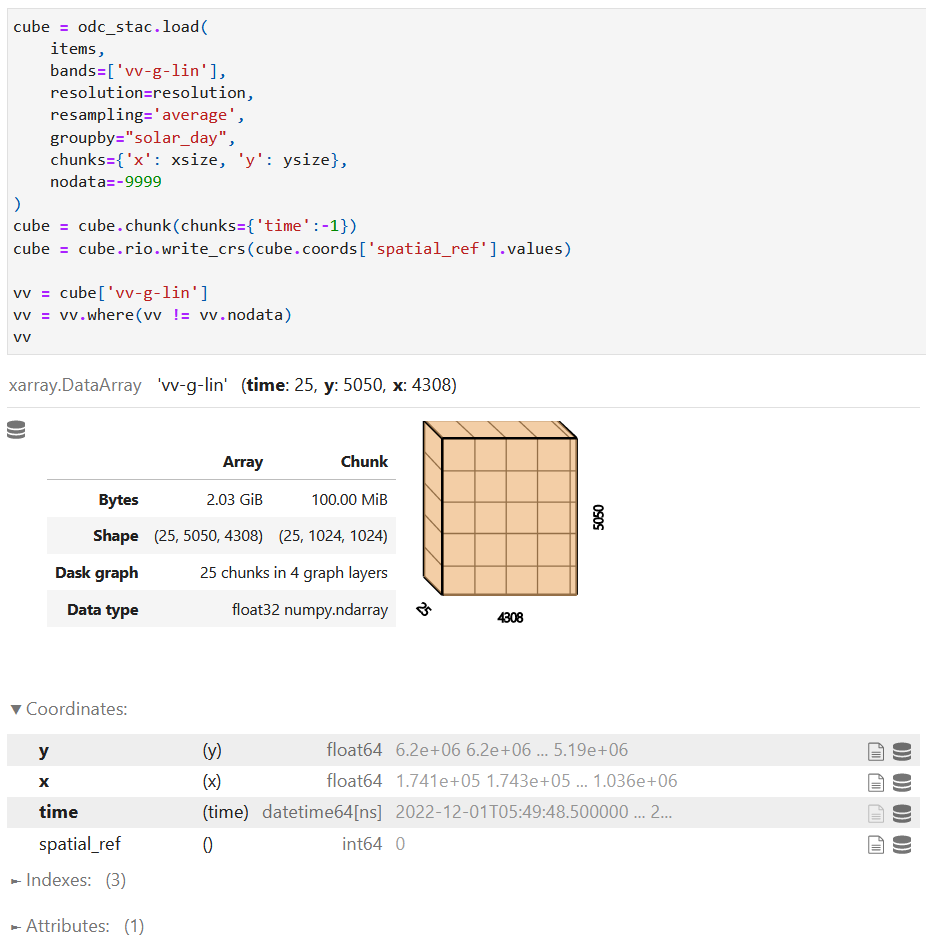 cube = odc_stac.load(
    items,
    bands=['vv-g-lin'],
    resolution=resolution,
    resampling='average',
    groupby="solar_day",
    chunks={'x': xsize, 'y': ysize},
    nodata=-9999
)
cube = cube.chunk(chunks={'time':-1})
cube = cube.rio.write_crs(cube.coords['spatial_ref'].values)

vv = cube['vv-g-lin']
vv = vv.where(vv != vv.nodata)
vv
xarray.DataArray 'vv-g-lin' (time: 25, y: 5050, x: 4308)
Array Chunk
Bytes 2.03 GiB 100.00 MiB
Shape (25, 5050, 4308) (25, 1024, 1024)
Dask graph 25 chunks in 4 graph layers
Data type float32 numpy.ndarray
5050
25
4308
▼ Coordinates:
y (y) float64 6.2e+06 6.2e+06 ... 5.19e+06
x (x) float64 1.741e+05 1.743e+05 ... 1.036e+06
time (time) datetime64[ns] 2022-12-01T05:49:48.500000 ... 2...
spatial_ref () int64 0
► Indexes: (3)
► Attributes: (1)